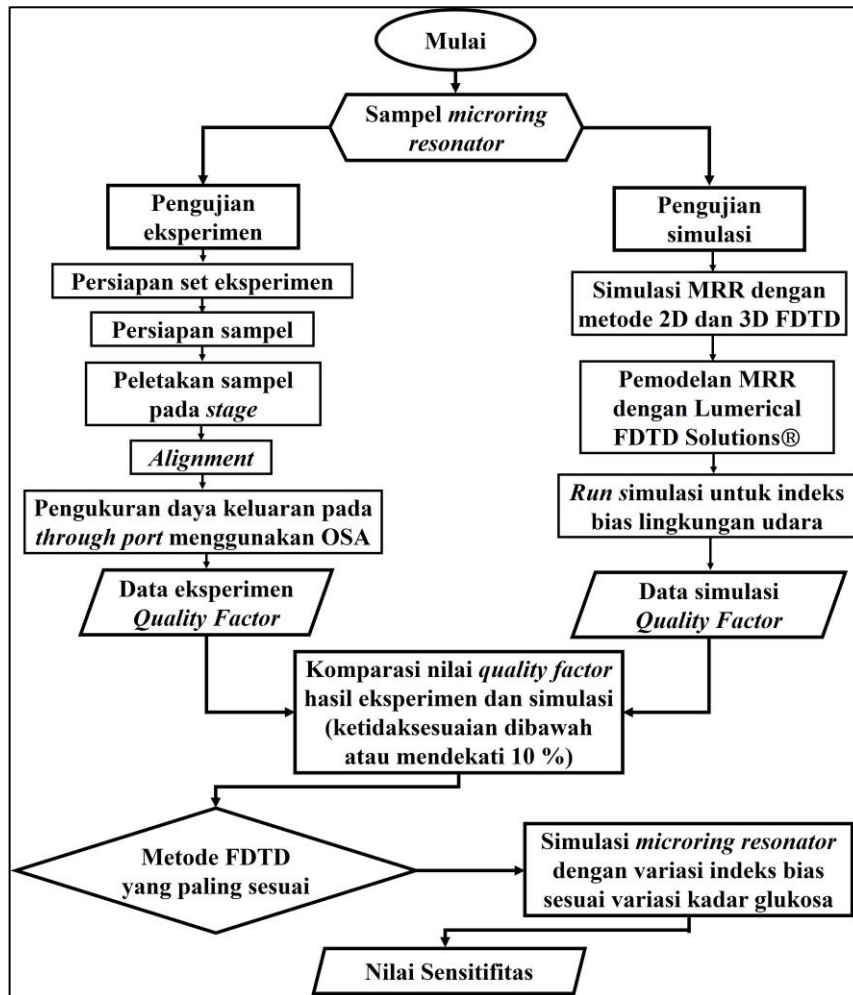 Mulai
Sampel microring
resonator
Pengujian
eksperimen
Persiapan set eksperimen
Persiapan sampel
Peletakan sampel
pada stage
Alignment
Pengukuran daya keluaran pada
through port menggunakan OSA
Data eksperimen
Quality Factor
Pengujian
simulasi
Simulasi MRR dengan
metode 2D dan 3D FDTD
Pemodelan MRR
dengan Lumerical
FDTD Solutions®
Run simulasi untuk indeks
bias lingkungan udara
Data simulasi
Quality Factor
Komparasi nilai quality factor
hasil eksperimen dan simulasi
(ketidaksesuaian dibawah
atau mendekati 10 %)
Metode FDTD
yang paling sesuai
Simulasi microring resonator
dengan variasi indeks bias
sesuai variasi kadar glukosa
Nilai Sensitifitas